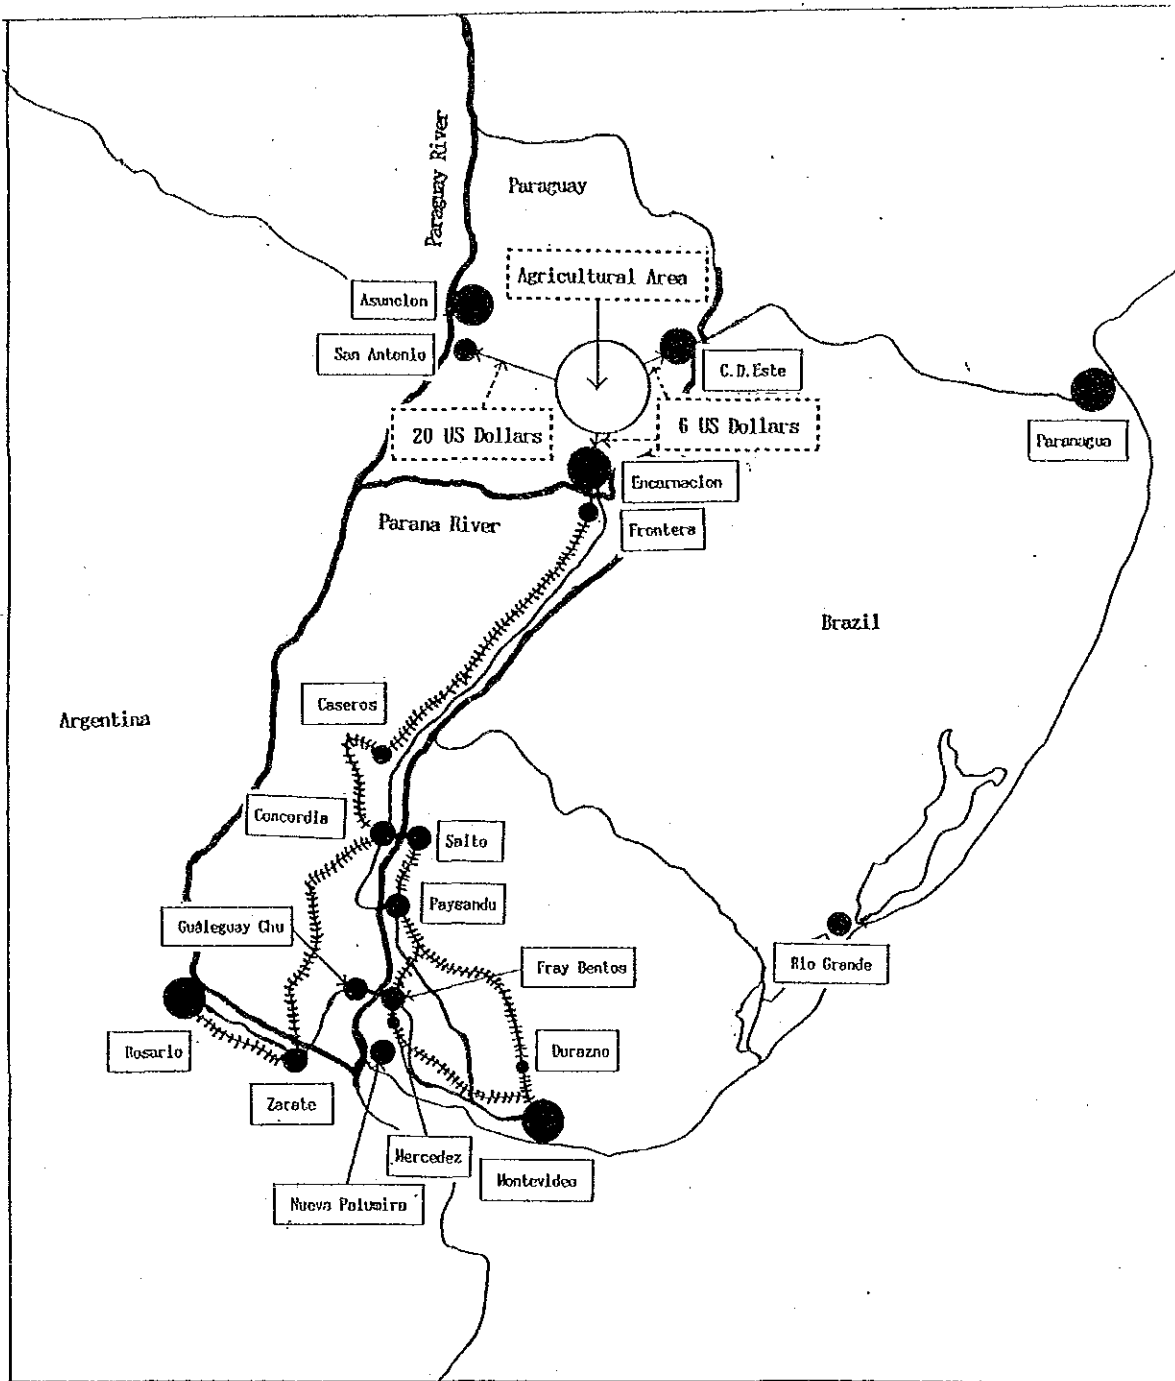 Paraguay River
Paraguay
Agricultural Area
Asuncion
San Antonio
C.D.Este
20 US Dollars
6 US Dollars
Paranagua
Encarnacion
Parana River
Frontera
Brazil
Caseros
Argentina
Concordia
Salto
Paysandu
Gualeguay Chu
Fray Bentos
Rio Grande
Rosario
Durazno
Zarate
Mercedez
Montevideo
Nueva Palumira